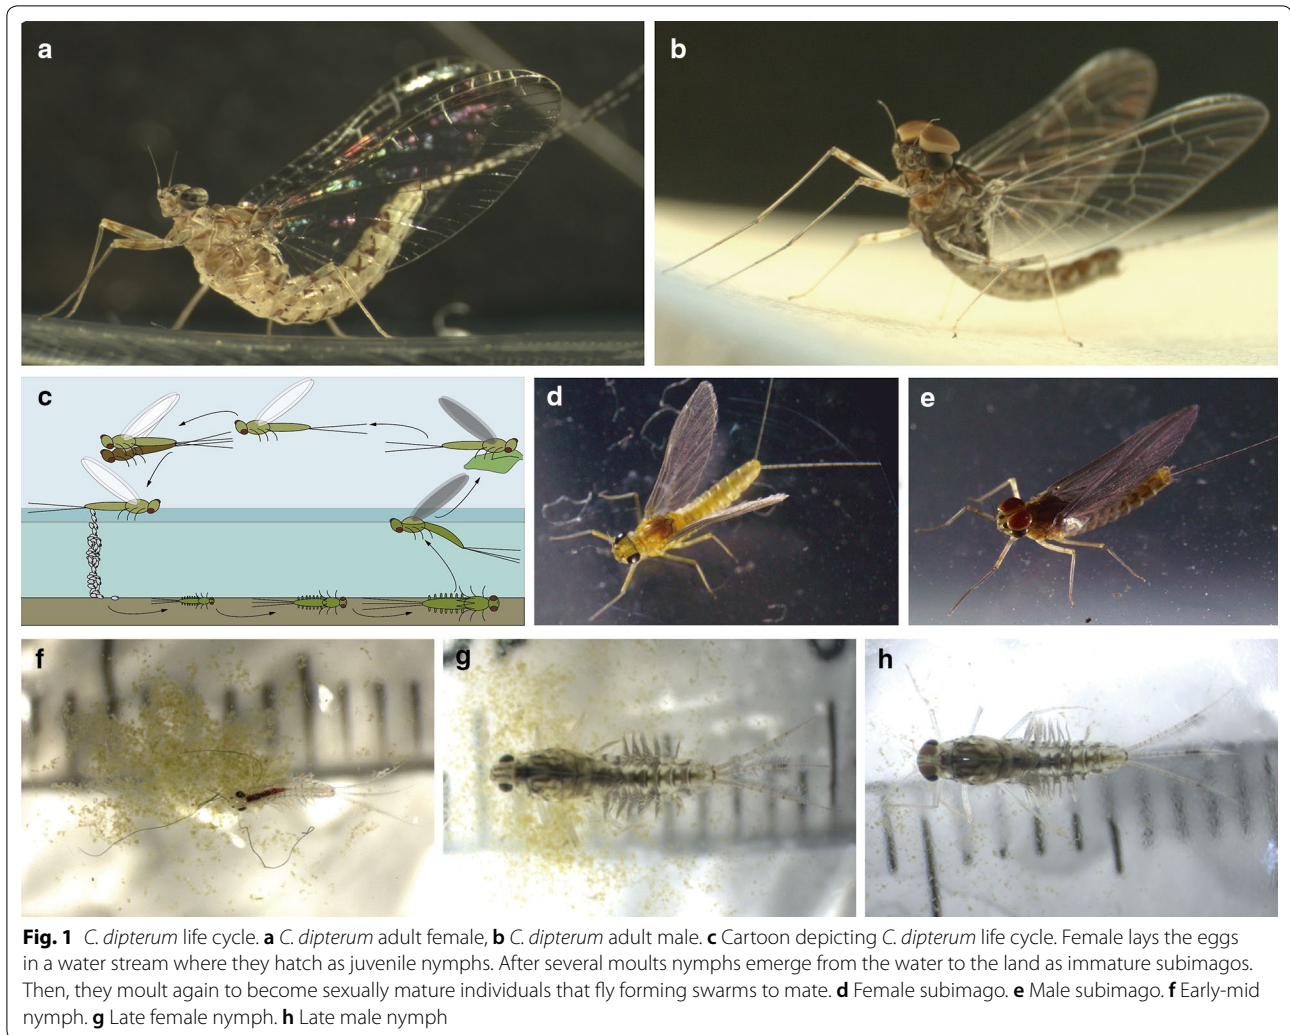 a
b
c
d
e
f
g
h
Fig. 1 C. dipterum life cycle. a C. dipterum adult female, b C. dipterum adult male. c Cartoon depicting C. dipterum life cycle. Female lays the eggs
in a water stream where they hatch as juvenile nymphs. After several moults nymphs emerge from the water to the land as immature subimagos.
Then, they moult again to become sexually mature individuals that fly forming swarms to mate. d Female subimago. e Male subimago. f Early-mid
nymph. g Late female nymph. h Late male nymph